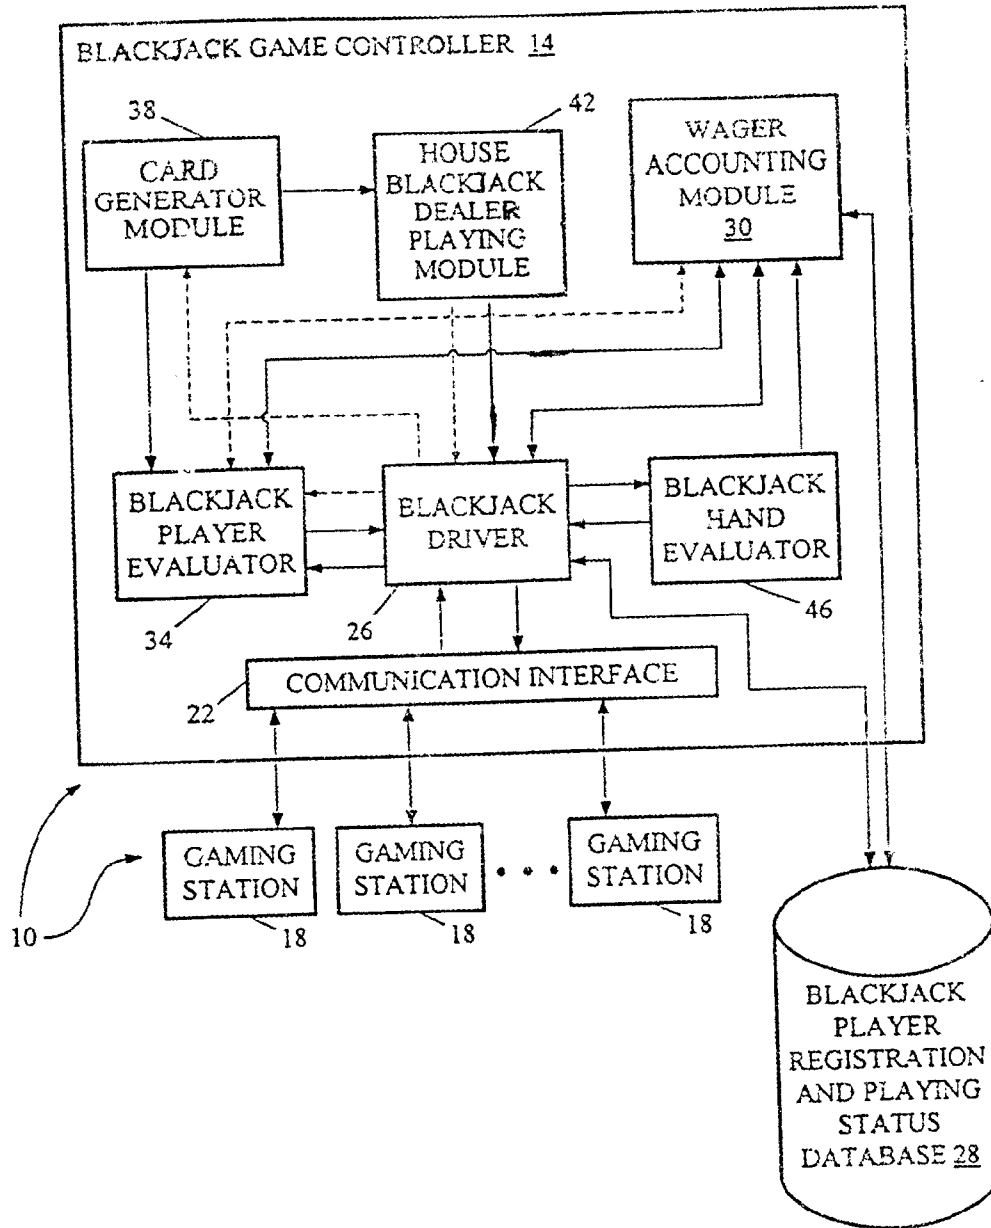 BLACKJACK GAME CONTROLLER 14
38
42
CARD
GENERATOR
MODULE
HOUSE
BLACKJACK
DEALER
PLAYING
MODULE
WAGER
ACCOUNTING
MODULE
30
BLACKJACK
PLAYER
EVALUATOR
BLACKJACK
DRIVER
BLACKJACK
HAND
EVALUATOR
34
26
46
COMMUNICATION INTERFACE
22
GAMING
STATION
GAMING
STATION
• • •
GAMING
STATION
10
18
18
18
BLACKJACK
PLAYER
REGISTRATION
AND PLAYING
STATUS
DATABASE 28